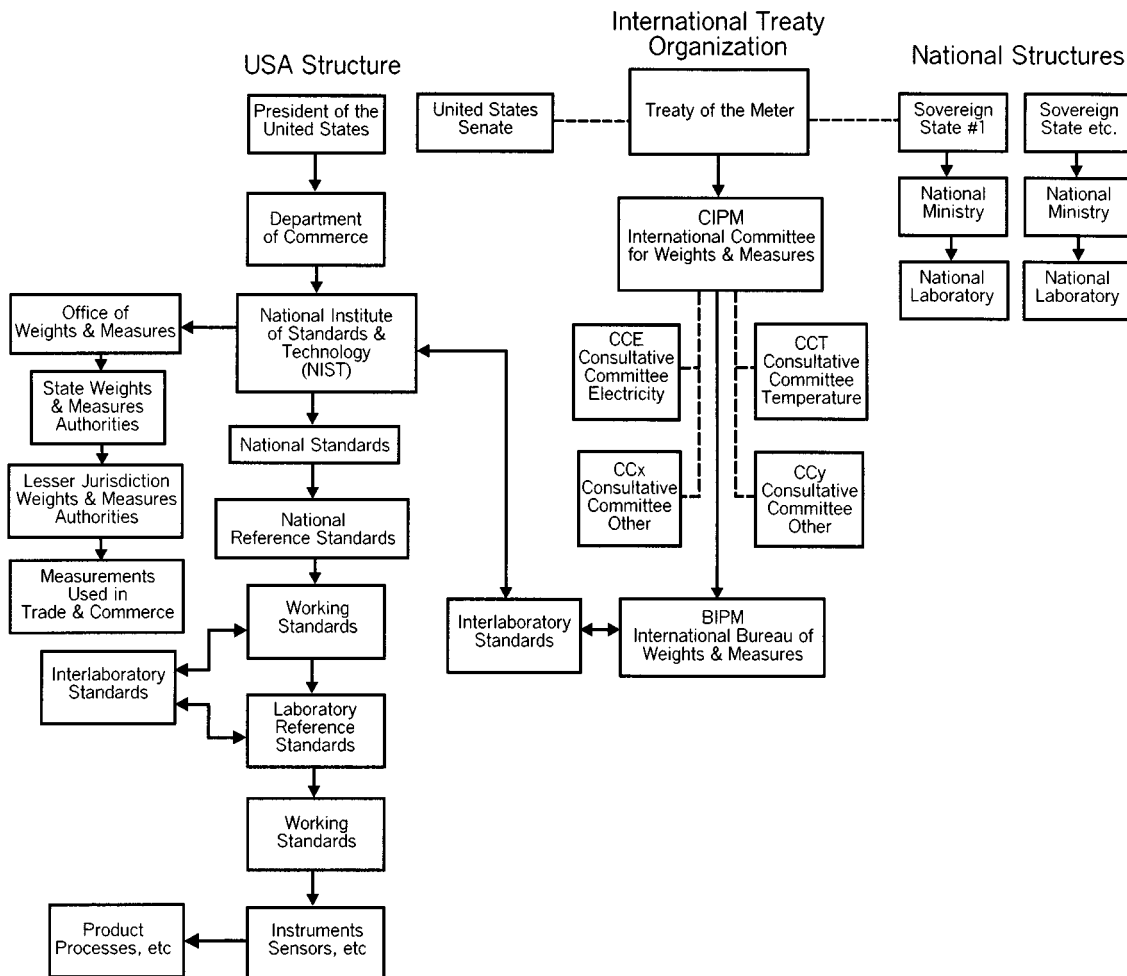 International Treaty
Organization
USA Structure
National Structures
President of the
United States
United States
Senate
Treaty of the Meter
Sovereign
State #1
Sovereign
State etc.
Department
of Commerce
CIPM
International Committee
for Weights & Measures
National
Ministry
National
Ministry
National
Laboratory
National
Laboratory
Office of
Weights & Measures
National Institute
of Standards &
Technology
(NIST)
CCE
Consultative
Committee
Electricity
CCT
Consultative
Committee
Temperature
State Weights
& Measures
Authorities
National Standards
Lesser Jurisdiction
Weights & Measures
Authorities
CCx
Consultative
Committee
Other
CCy
Consultative
Committee
Other
National
Reference Standards
Measurements
Used in
Trade & Commerce
Working
Standards
Interlaboratory
Standards
BIPM
International Bureau of
Weights & Measures
Interlaboratory
Standards
Laboratory
Reference
Standards
Working
Standards
Product
Processes, etc
Instruments
Sensors, etc